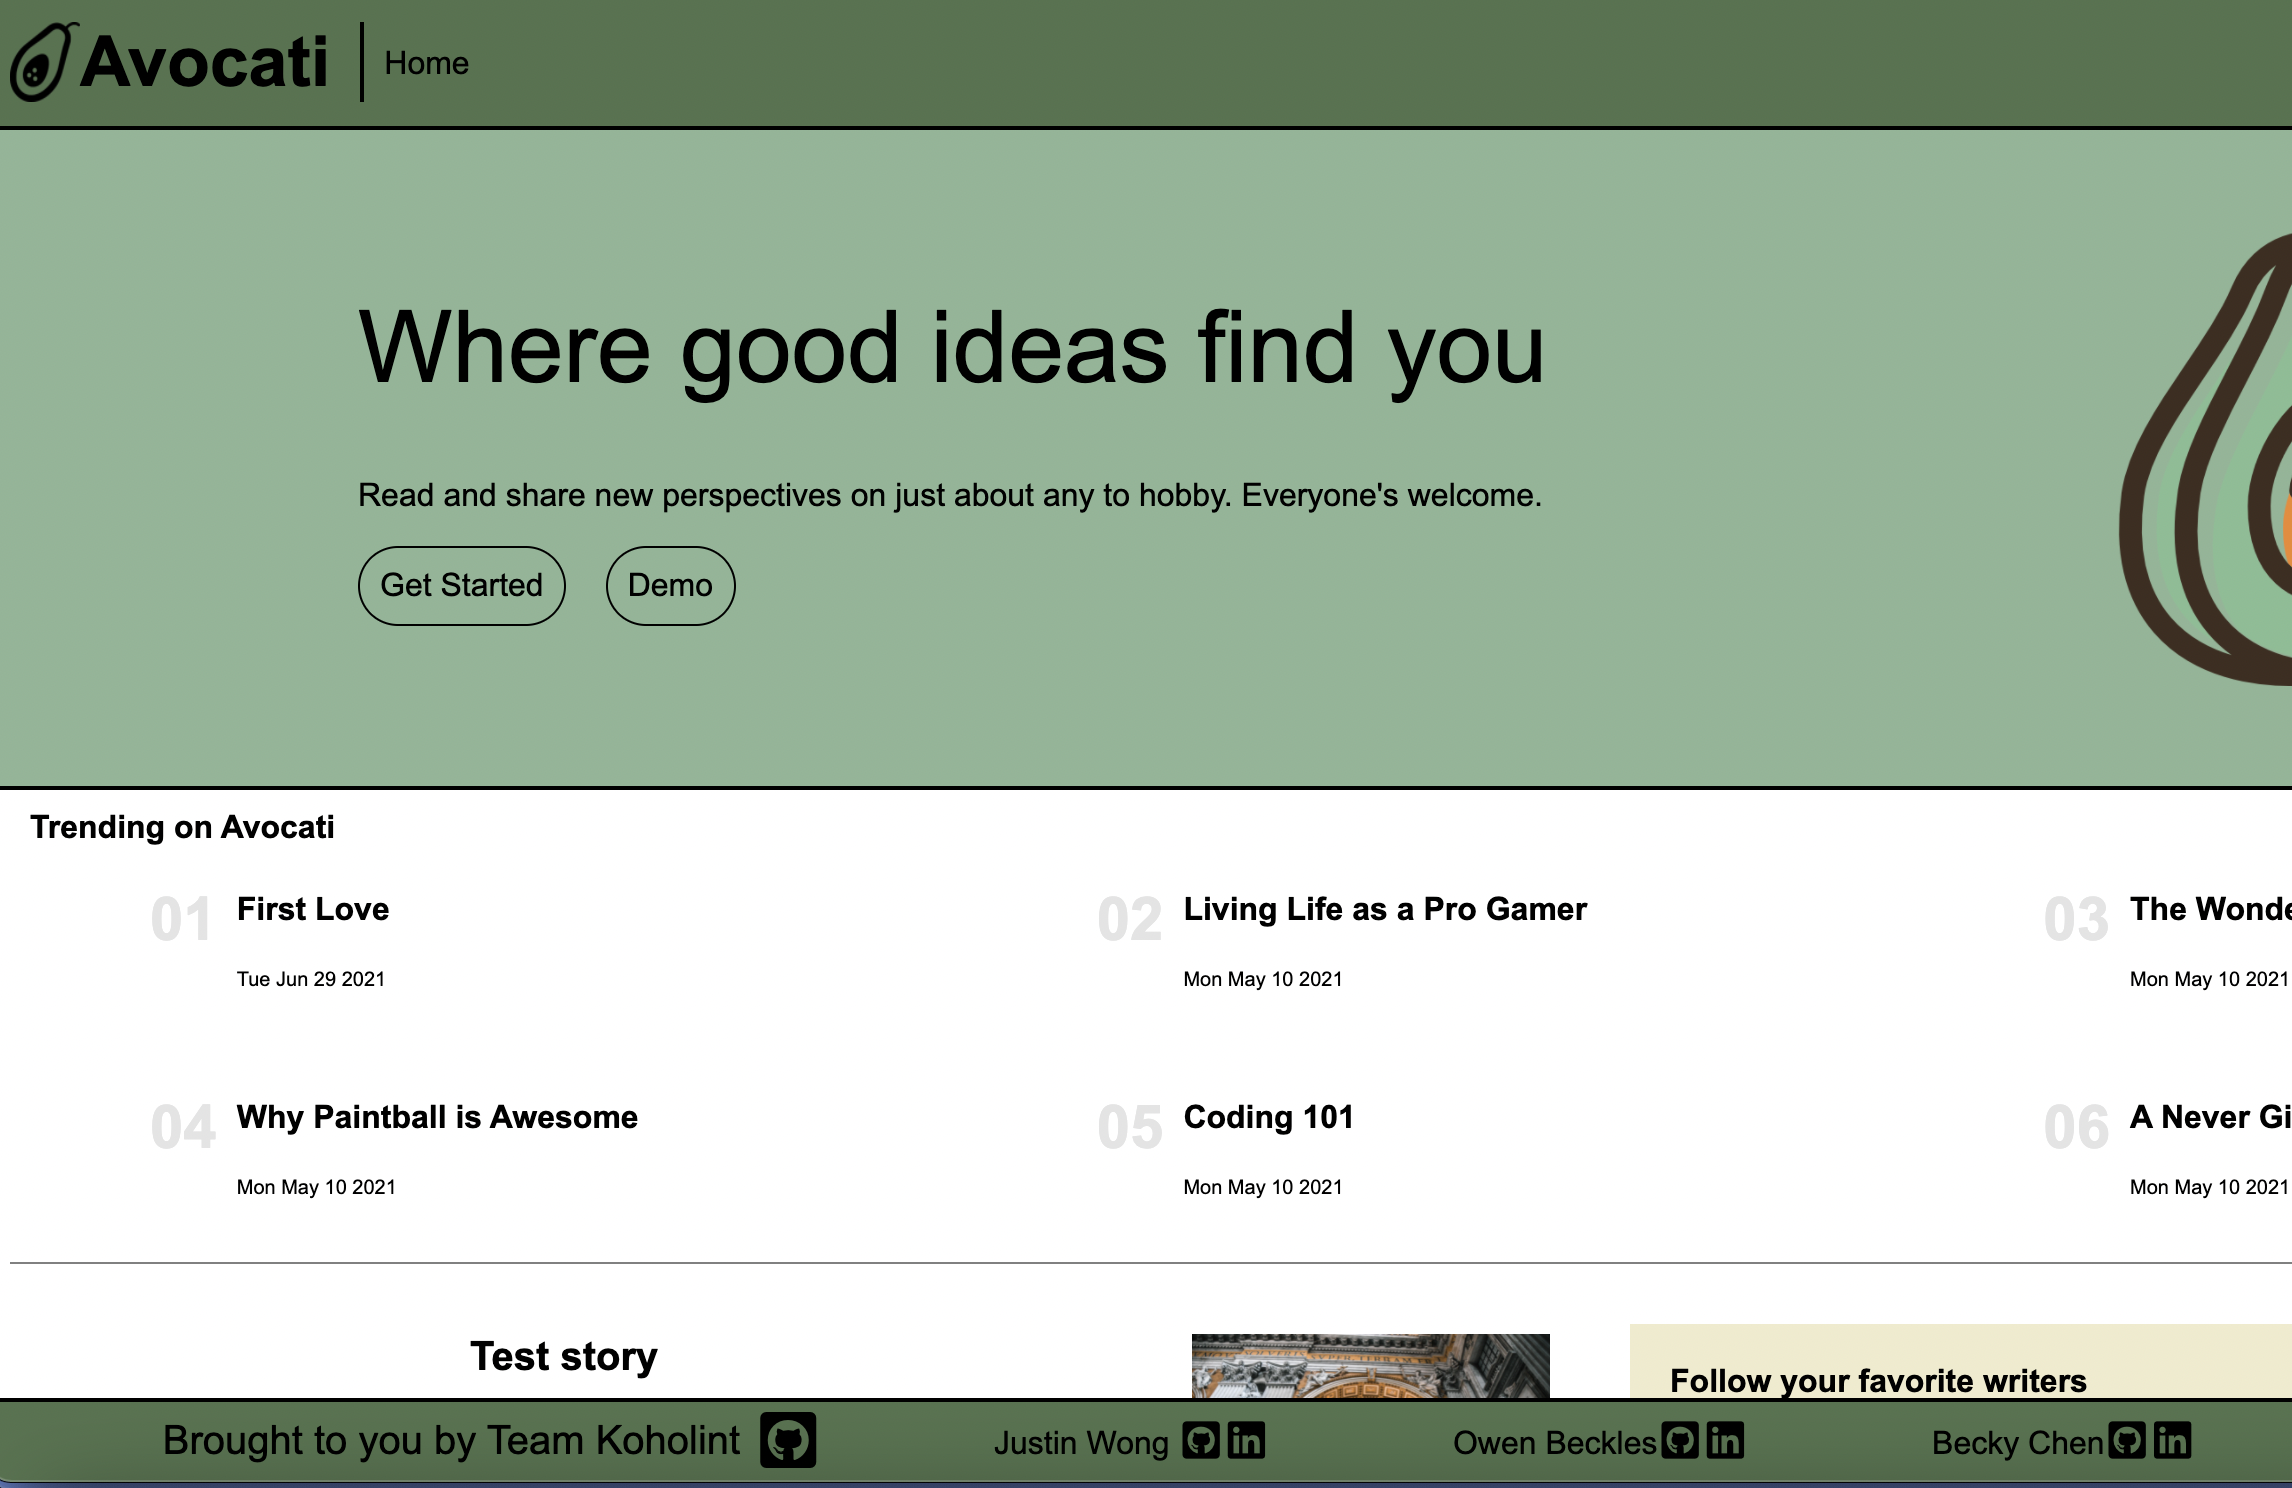 Avocati
Home
Where good ideas find you
Read and share new perspectives on just about any to hobby. Everyone's welcome.
Get Started
Demo
Trending on Avocati
01 First Love
Tue Jun 29 2021
02 Living Life as a Pro Gamer
Mon May 10 2021
03 The Wonde
Mon May 10 2021
04 Why Paintball is Awesome
Mon May 10 2021
05 Coding 101
Mon May 10 2021
06 A Never Gi
Mon May 10 2021
Test story
Follow your favorite writers
Brought to you by Team Koholint
Justin Wong in
Owen Beckles in
Becky Chen in